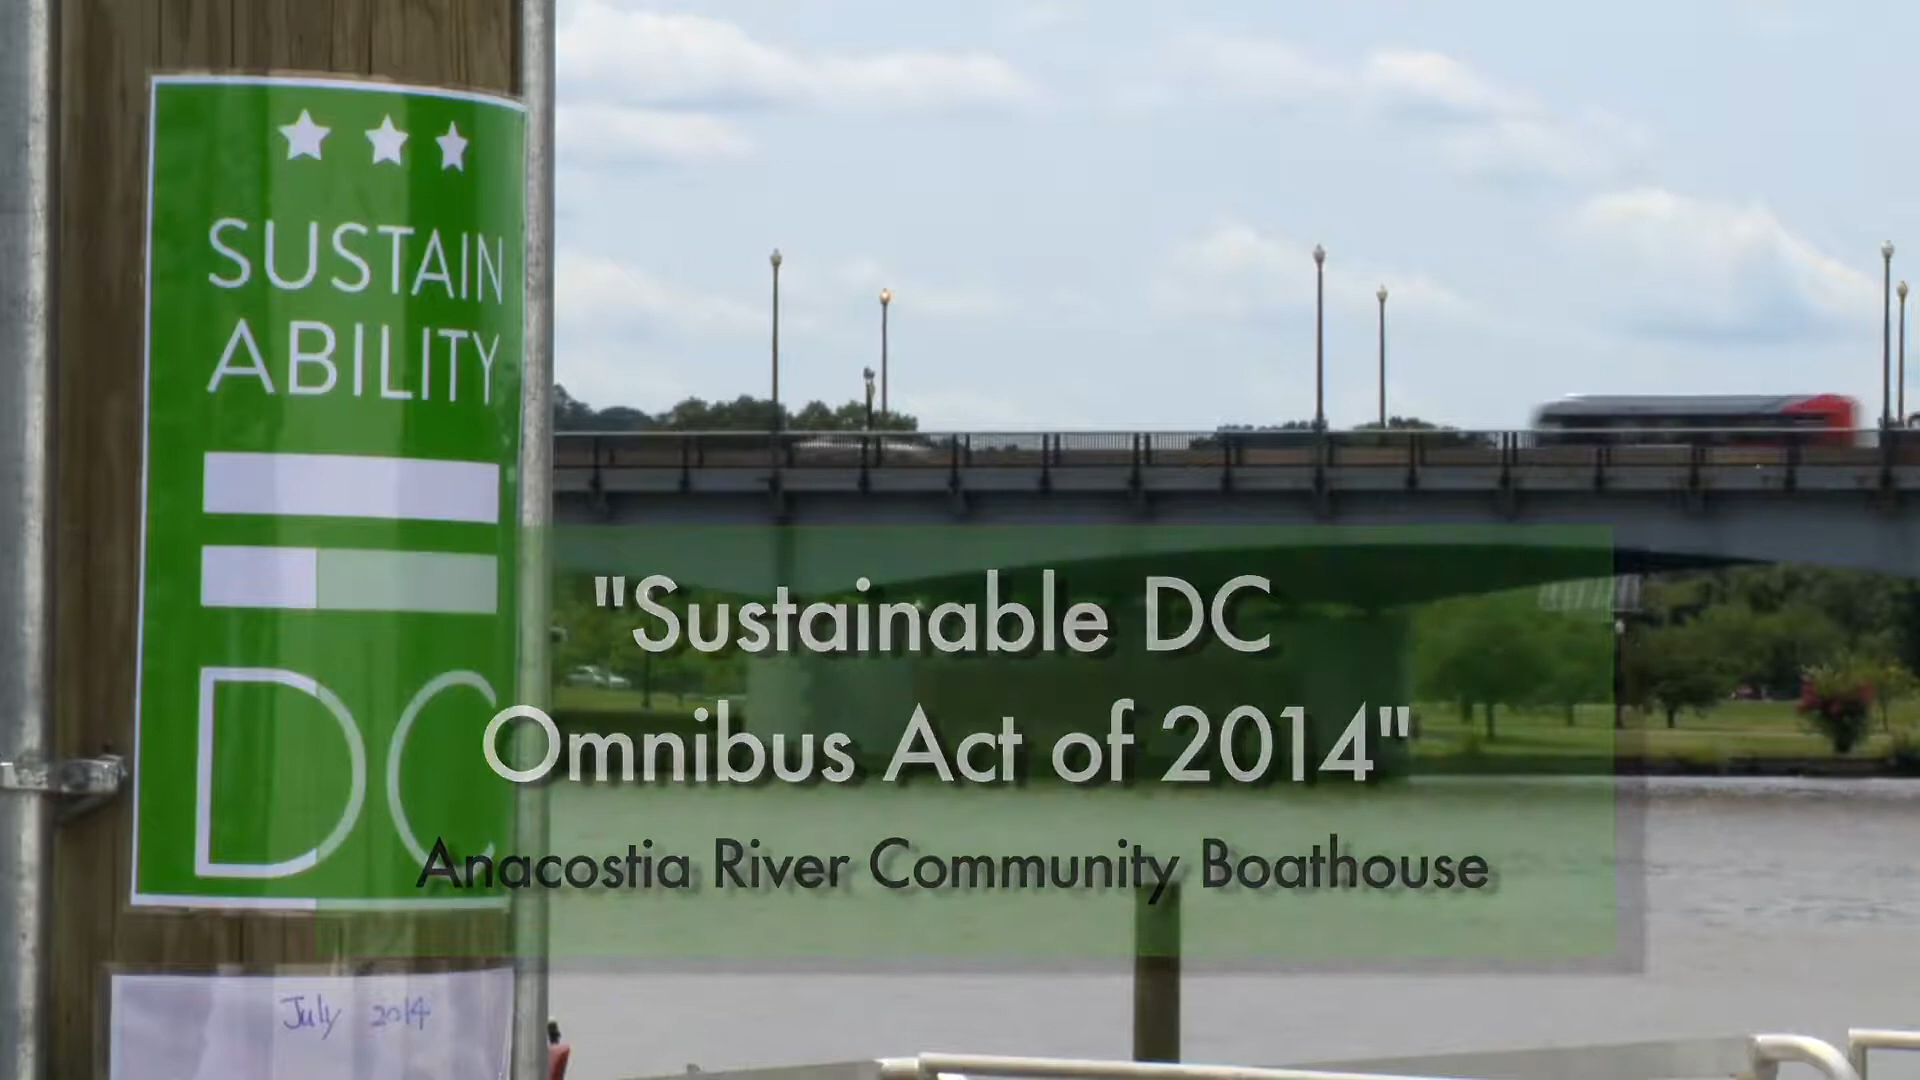 SUSTAIN
ABILITY
DC
"Sustainable DC
Omnibus Act of 2014"
Anacostia River Community Boathouse
July 2014